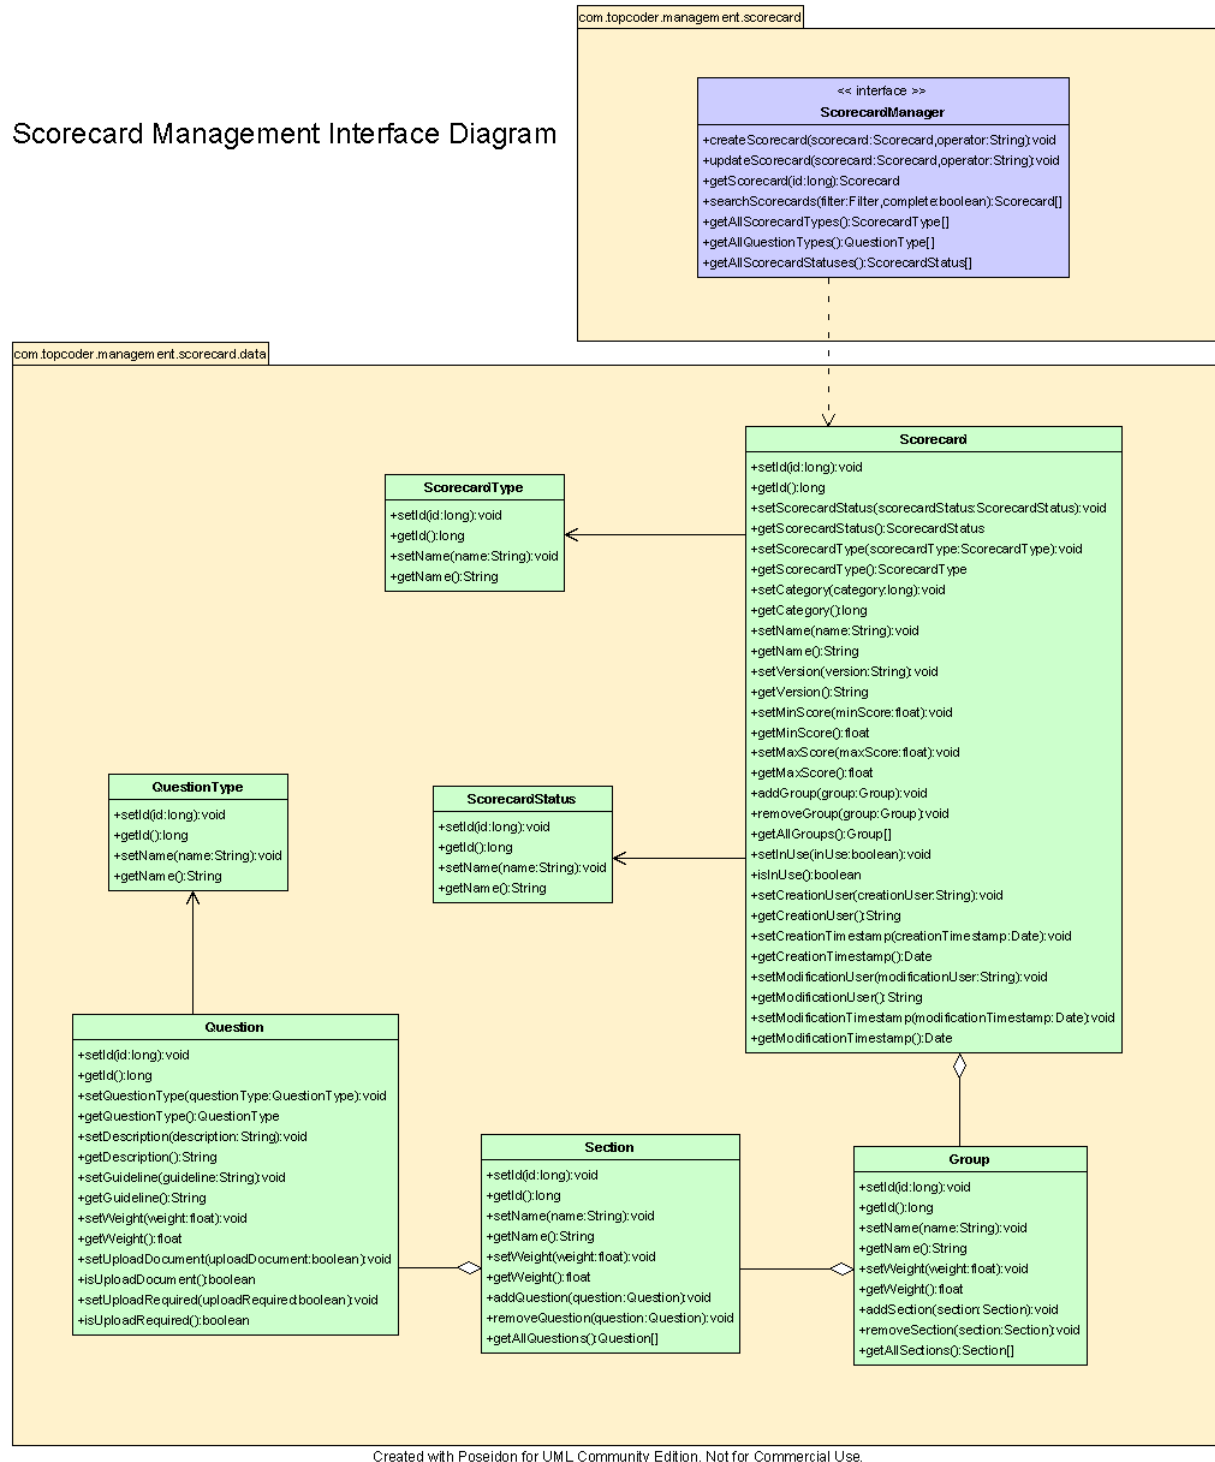 com.topcoder.management.scorecard
<< interface >>
ScorecardManager
+createScorecard(scorecard:Scorecard,operator:String):void
+updateScorecard(scorecard:Scorecard,operator:String):void
+getScorecard(id:long):Scorecard
+searchScorecards(filter:Filter,complete:boolean):Scorecard[]
+getAllScorecardTypes():ScorecardType[]
+getAllQuestionTypes():QuestionType[]
+getAllScorecardStatuses():ScorecardStatus[]
Scorecard Management Interface Diagram
com.topcoder.management.scorecard.data
Scorecard
+setId(id:long):void
+getId():long
+setScorecardStatus(scorecardStatus:ScorecardStatus):void
+getScorecardStatus():ScorecardStatus
+setScorecardType(scorecardType:ScorecardType):void
+getScorecardType():ScorecardType
+setCategory(category:long):void
+getCategory():long
+setName(name:String):void
+getName():String
+setVersion(version:String):void
+getVersion():String
+setMinScore(minScore:float):void
+getMinScore():float
+setMaxScore(maxScore:float):void
+getMaxScore():float
+addGroup(group:Group):void
+removeGroup(group:Group):void
+getAllGroups():Group[]
+setInUse(inUse:boolean):void
+isInUse():boolean
+setCreationUser(creationUser:String):void
+getCreationUser():String
+setCreationTimestamp(creationTimestamp:Date):void
+getCreationTimestamp():Date
+setModificationUser(modificationUser:String):void
+getModificationUser():String
+setModificationTimestamp(modificationTimestamp:Date):void
+getModificationTimestamp():Date
ScorecardType
+setId(id:long):void
+getId():long
+setName(name:String):void
+getName():String
QuestionType
+setId(id:long):void
+getId():long
+setName(name:String):void
+getName():String
ScorecardStatus
+setId(id:long):void
+getId():long
+setName(name:String):void
+getName():String
Question
+setId(id:long):void
+getId():long
+setQuestionType(questionType:QuestionType):void
+getQuestionType():QuestionType
+setDescription(description:String):void
+getDescription():String
+setGuideline(guideline:String):void
+getGuideline():String
+setWeight(weight:float):void
+getWeight():float
+setUploadDocument(uploadDocument:boolean):void
+isUploadDocument():boolean
+setUploadRequired(uploadRequired:boolean):void
+isUploadRequired():boolean
Section
+setId(id:long):void
+getId():long
+setName(name:String):void
+getName():String
+setWeight(weight:float):void
+getWeight():float
+addQuestion(question:Question):void
+removeQuestion(question:Question):void
+getAllQuestions():Question[]
Group
+setId(id:long):void
+getId():long
+setName(name:String):void
+getName():String
+setWeight(weight:float):void
+getWeight():float
+addSection(section:Section):void
+removeSection(section:Section):void
+getAllSections():Section[]
Created with Poseidon for UML Community Edition. Not for Commercial Use.